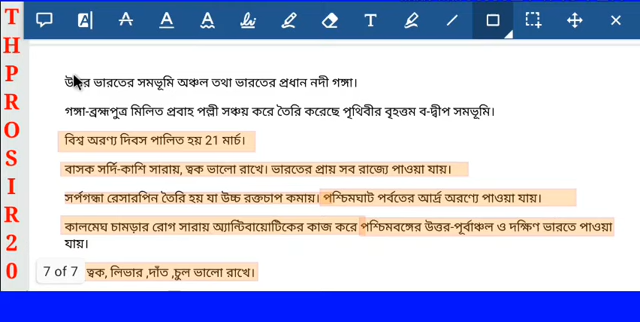 THPROSIR20
উত্তর ভারতের সমভূমি অঞ্চল তথা ভারতের প্রধান নদী গঙ্গা।
গঙ্গা-ব্রহ্মপুত্র মিলিত প্রবাহ পল্লী সঞ্চয় করে তৈরি করেছে পৃথিবীর বৃহত্তম ব-দ্বীপ সমভূমি।
বিশ্ব অরণ্য দিবস পালিত হয় 21 মার্চ।
বাসক সর্দি-কাশি সারায়, ত্বক ভালো রাখে। ভারতের প্রায় সব রাজ্যে পাওয়া যায়।
সর্পগন্ধা রেসারপিন তৈরি হয় যা উচ্চ রক্তচাপ কমায়। পশ্চিমঘাট পর্বতের আর্দ্র অরণ্যে পাওয়া যায়।
কালমেঘ চামড়ার রোগ সারায় অ্যান্টিবায়োটিকের কাজ করে পশ্চিমবঙ্গের উত্তর-পূর্বাঞ্চল ও দক্ষিণ ভারতে পাওয়া
যায়।
7 of 7 ত্বক, লিভার ,দাঁত ,চুল ভালো রাখে।